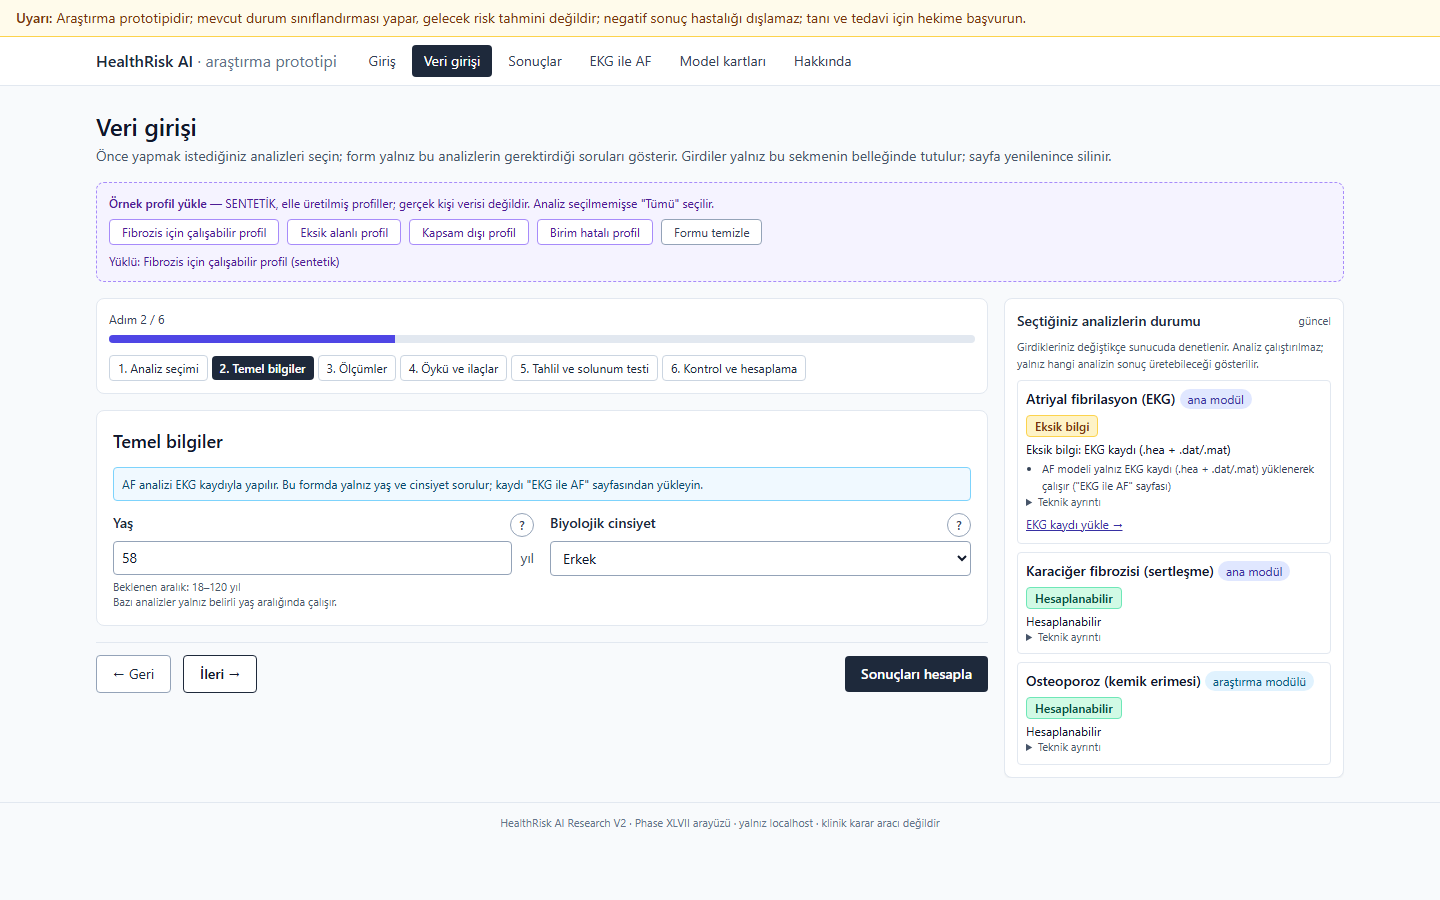 Uyarı: Araştırma prototipidir; mevcut durum sınıflandırması yapar, gelecek risk tahmini değildir; negatif sonuç hastalığı dışlamaz; tanı ve tedavi için hekime başvurun.
HealthRisk AI · araştırma prototipi
Giriş
Veri girişi
Sonuçlar
EKG ile AF
Model kartları
Hakkında
Veri girişi
Önce yapmak istediğiniz analizleri seçin; form yalnız bu analizlerin gerektirdiği soruları gösterir. Girdiler yalnız bu sekmenin belleğinde tutulur; sayfa yenilenince silinir.
Örnek profil yükle — SENTETİK, elle üretilmiş profiller; gerçek kişi verisi değildir. Analiz seçilmemişse "Tümü" seçilir.
Fibrozis için çalışabilir profil
Eksik alanlı profil
Kapsam dışı profil
Birim hatalı profil
Formu temizle
Yüklü: Fibrozis için çalışabilir profil (sentetik)
Adım 2 / 6
1. Analiz seçimi
2. Temel bilgiler
3. Ölçümler
4. Öykü ve ilaçlar
5. Tahlil ve solunum testi
6. Kontrol ve hesaplama
Temel bilgiler
AF analizi EKG kaydıyla yapılır. Bu formda yalnız yaş ve cinsiyet sorulur; kaydı "EKG ile AF" sayfasından yükleyin.
Yaş
?
58
yıl
Beklenen aralık: 18–120 yıl
Bazı analizler yalnız belirli yaş aralığında çalışır.
Biyolojik cinsiyet
?
Erkek
← Geri
İleri →
Sonuçları hesapla
Seçtiğiniz analizlerin durumu
güncel
Girdikleriniz değiştikçe sunucuda denetlenir. Analiz çalıştırılmaz;
yalnız hangi analizin sonuç üretebileceği gösterilir.
Atriyal fibrilasyon (EKG)
ana modül
Eksik bilgi
Eksik bilgi: EKG kaydı (.hea + .dat/.mat)
• AF modeli yalnız EKG kaydı (.hea + .dat/.mat) yüklenerek
çalışır ("EKG ile AF" sayfası)
▶ Teknik ayrıntı
EKG kaydı yükle →
Karaciğer fibrozisi (sertleşme)
ana modül
Hesaplanabilir
Hesaplanabilir
▶ Teknik ayrıntı
Osteoporoz (kemik erimesi)
araştırma modülü
Hesaplanabilir
Hesaplanabilir
▶ Teknik ayrıntı
HealthRisk AI Research V2 · Phase XLVII arayüzü · yalnız localhost · klinik karar aracı değildir